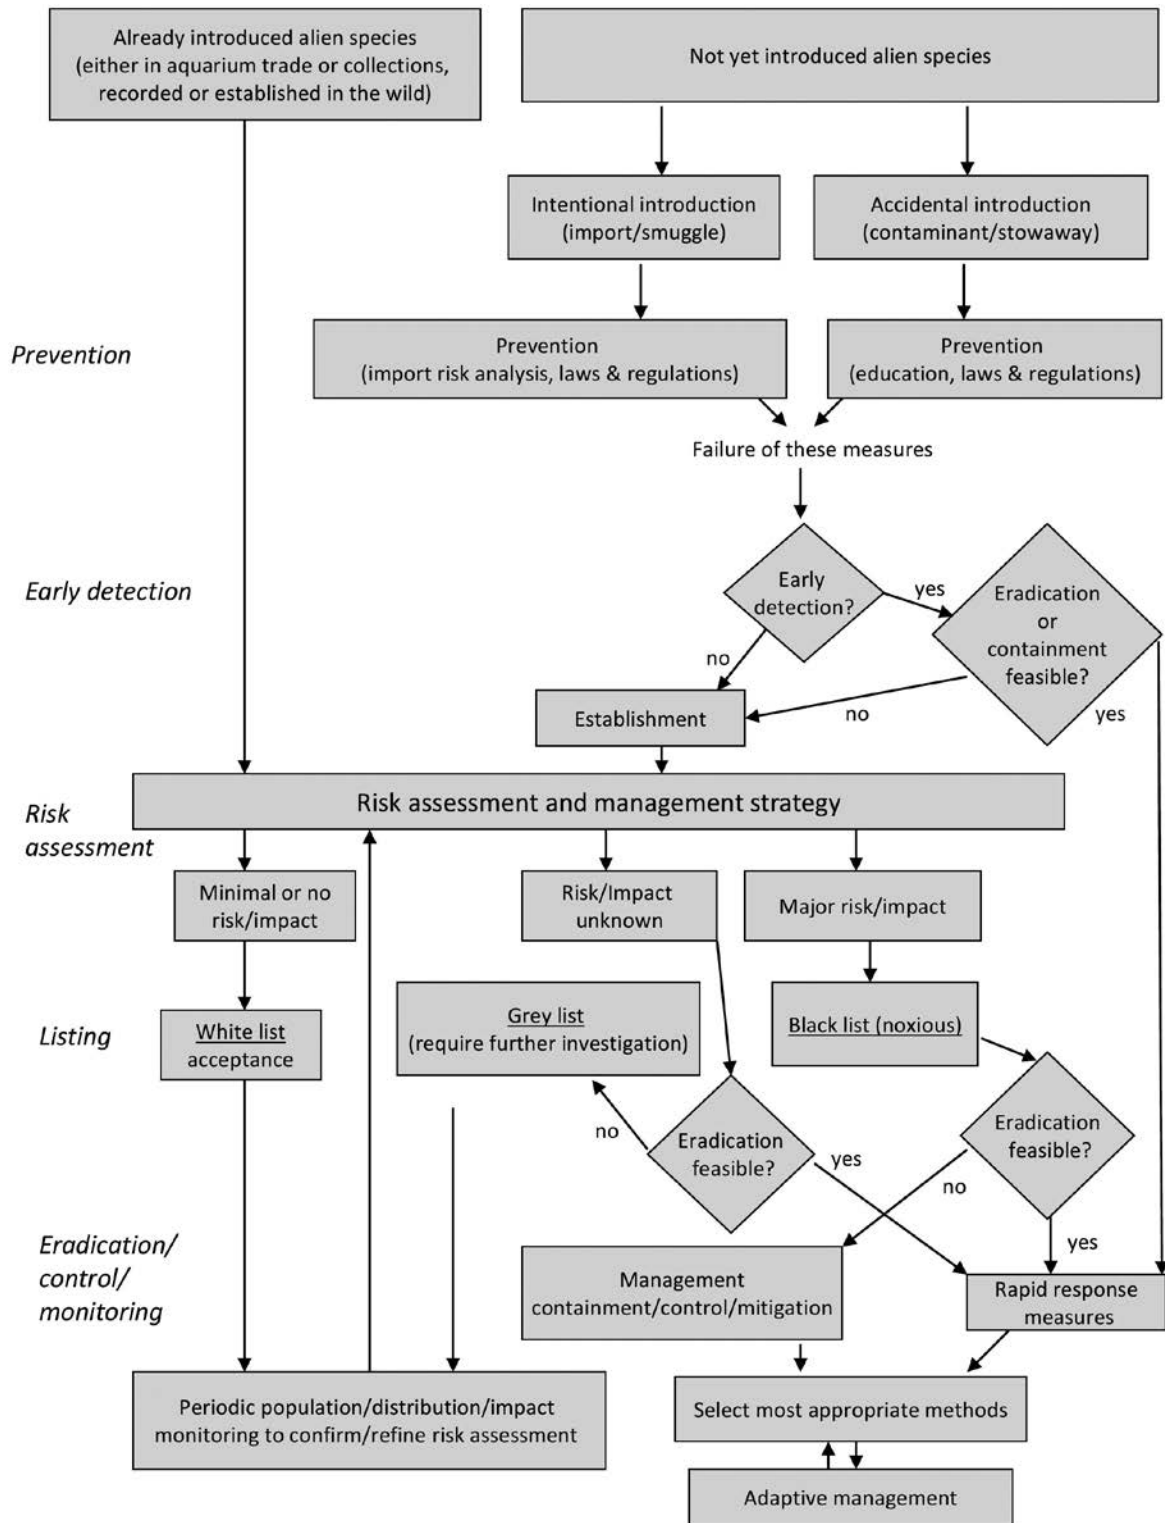 Already introduced alien species
(either in aquarium trade or collections,
recorded or established in the wild)
Not yet introduced alien species
Intentional introduction
(import/smuggle)
Accidental introduction
(contaminant/stowaway)
Prevention
Prevention
(import risk analysis, laws & regulations)
Prevention
(education, laws & regulations)
Failure of these measures
Early detection
Early
detection?
yes
Eradication
or
containment
feasible?
no
no
yes
Establishment
Risk
assessment
Risk assessment and management strategy
Minimal or no
risk/impact
Risk/Impact
unknown
Major risk/impact
Listing
White list
acceptance
Grey list
(require further investigation)
Black list (noxious)
no
Eradication
feasible?
yes
Eradication
feasible?
no
yes
Eradication/
control/
monitoring
Management
containment/control/mitigation
Rapid response
measures
Periodic population/distribution/impact
monitoring to confirm/refine risk assessment
Select most appropriate methods
Adaptive management